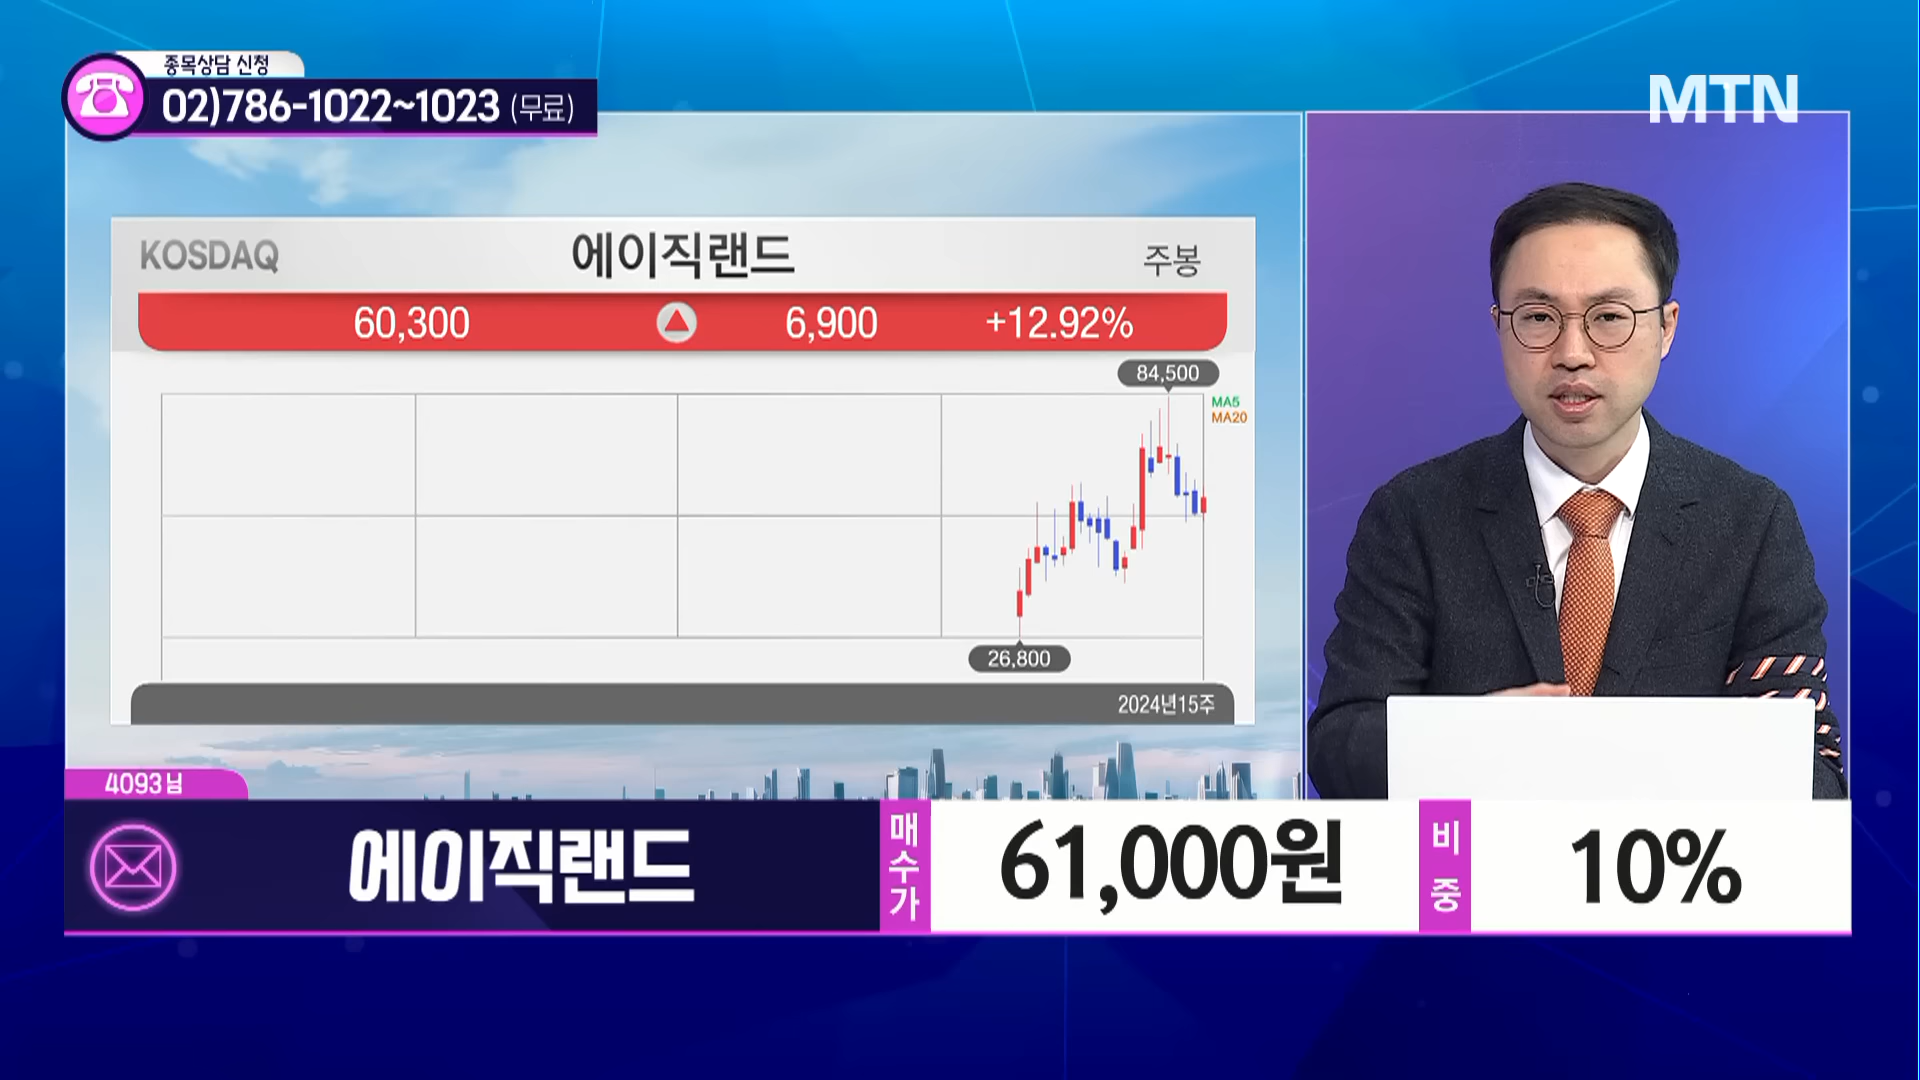 종목상담 신청
02)786-1022~1023 (무료)
MTN
KOSDAQ 에이직랜드 주봉
60,300 ▲ 6,900 +12.92%
84,500
MA5
MA20
26,800
2024년15주
4093님
에이직랜드 매수가 61,000원 비중 10%